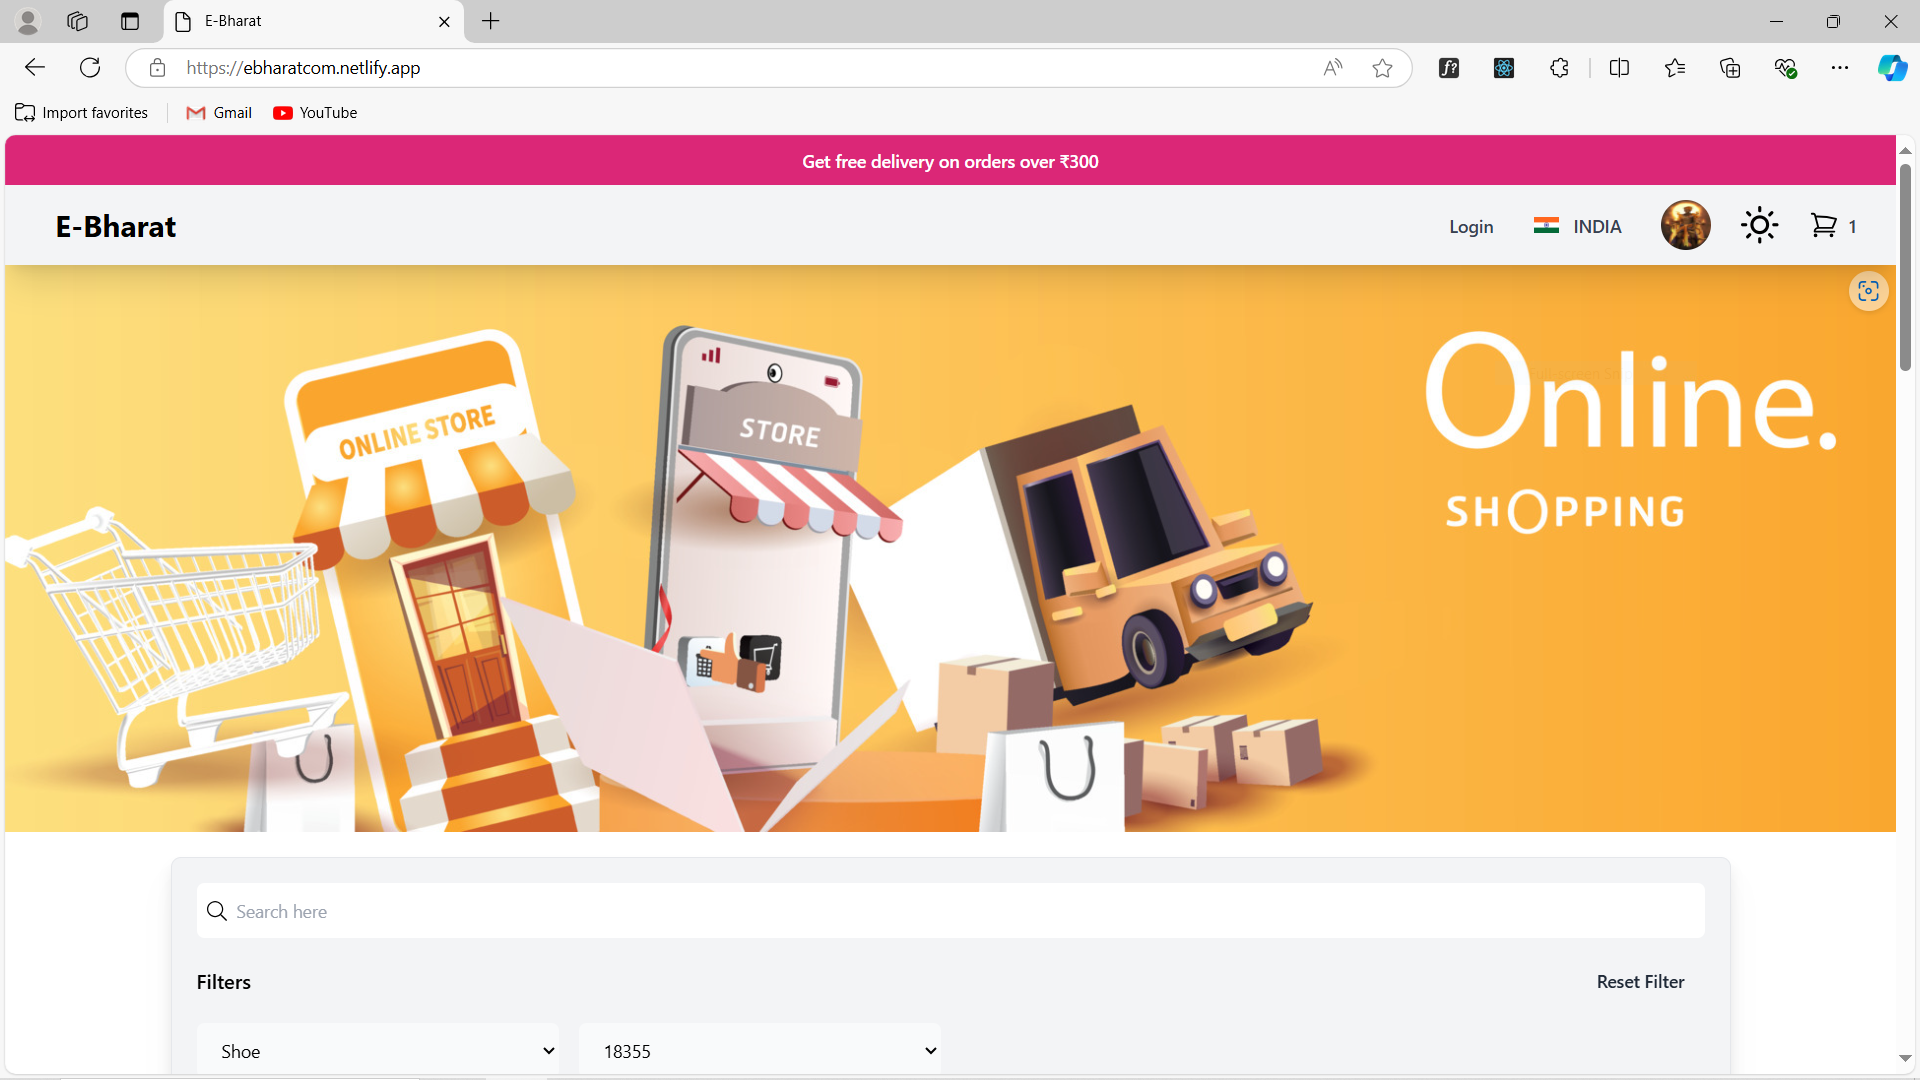 E-Bharat
https://ebharatcom.netlify.app
Import favorites
Gmail
YouTube
Get free delivery on orders over ₹300
E-Bharat
Login
INDIA
1
ONLINE STORE
STORE
Online.
SHOPPING
Search here
Filters
Reset Filter
Shoe
18355